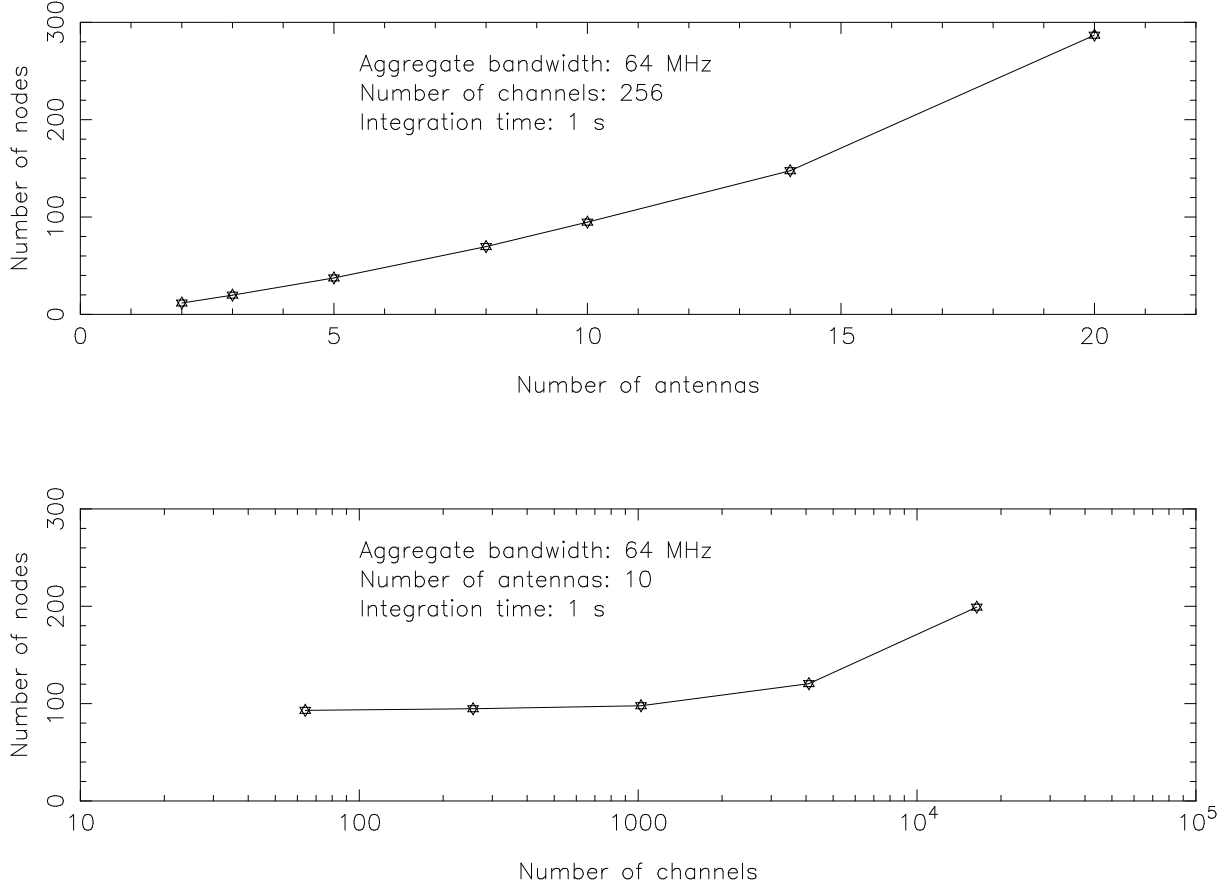 300
200
100
0
Number of nodes
Aggregate bandwidth: 64 MHz
Number of channels: 256
Integration time: 1 s
0 5 10 15 20
Number of antennas
300
200
100
0
Number of nodes
Aggregate bandwidth: 64 MHz
Number of antennas: 10
Integration time: 1 s
10 100 1000 10⁴ 10⁵
Number of channels